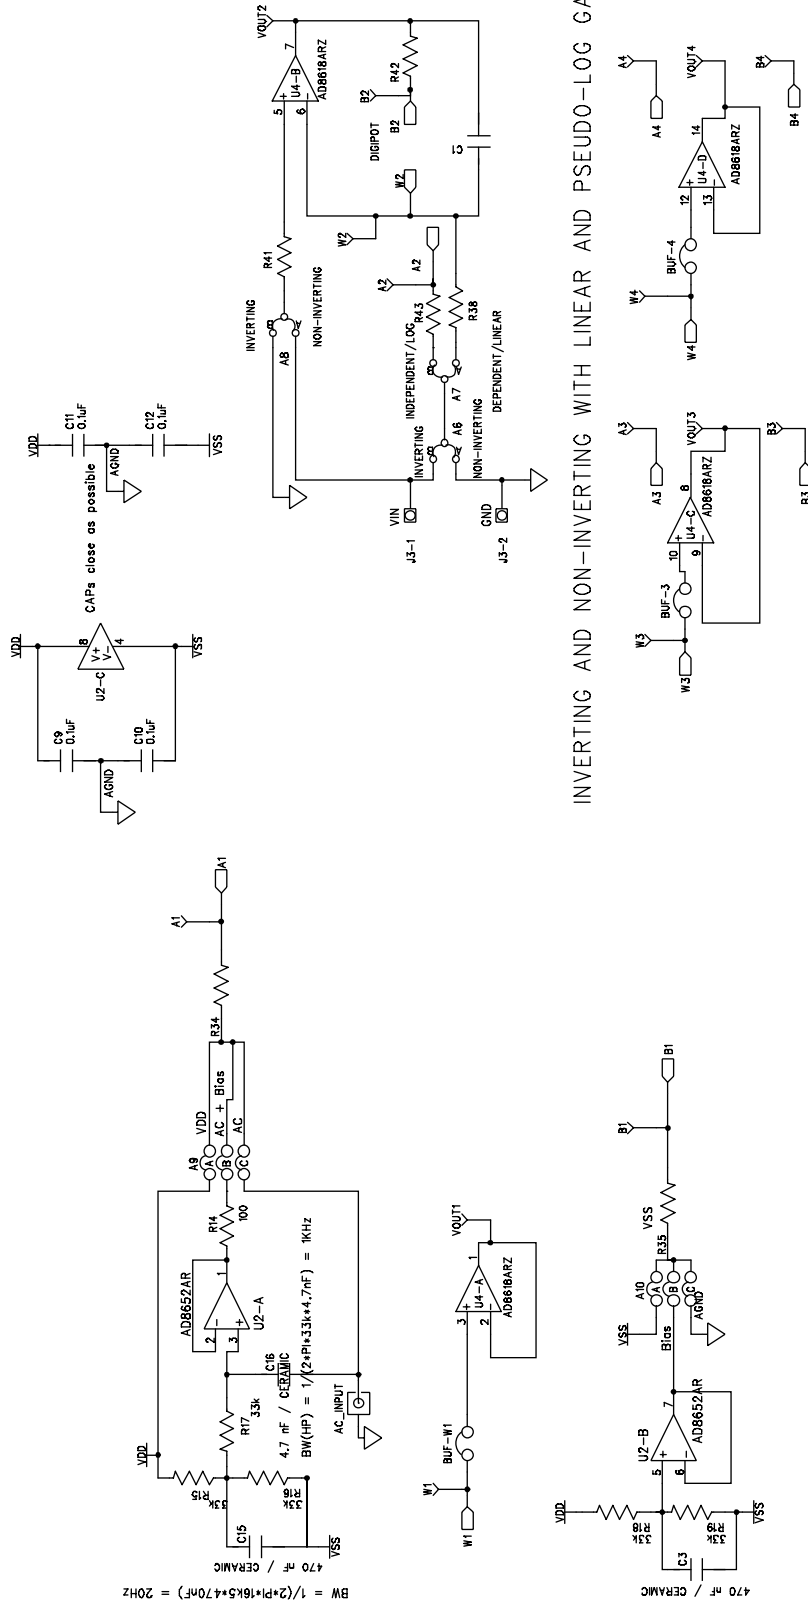 BW = 1/(2*PI*16k5*470nF) = 20Hz
470 nF / CERAMIC
C15
VSS
R15
33k
R16
33k
VDD
R17
33k
C16
4.7 nF / CERAMIC
BW(HP) = 1/(2*PI*33k*4.7nF) = 1KHz
AC_INPUT
AD8652AR
2
3
1
U2-A
R14
100
A9
A
B
C
VDD
AC + Bias
AC
R34
A1
A1
W1
W1
BUF-W1
3
2
1
U4-A
AD8618ARZ
VOUT1
470 nF / CERAMIC
C3
VDD
R18
33k
R19
33k
VSS
U2-B
5
6
7
AD8652AR
VSS
Bias
A10
A
B
C
AGND
R35
VSS
B1
B1
VDD
C9
0.1uF
C10
0.1uF
AGND
VSS
U2-C
V+
V-
8
4
CAPs close as possible
VDD
C11
0.1uF
AGND
C12
0.1uF
VSS
VIN
J3-1
GND
J3-2
INVERTING
NON-INVERTING
A6
INVERTING
B
A
A8
NON-INVERTING
INDEPENDENT/LOG
R43
B
A
A7
R38
DEPENDENT/LINEAR
A2
A2
R41
W2
W2
DIGIPOT
B2
B2
R42
C1
5
6
7
U4-B
AD8618ARZ
VOUT2
INVERTING AND NON-INVERTING WITH LINEAR AND PSEUDO-LOG GA
W3
W3
BUF-3
10
9
8
U4-C
AD8618ARZ
VOUT3
A3
A3
B3
B3
W4
W4
BUF-4
12
13
14
U4-D
AD8618ARZ
VOUT4
A4
A4
B4
B4